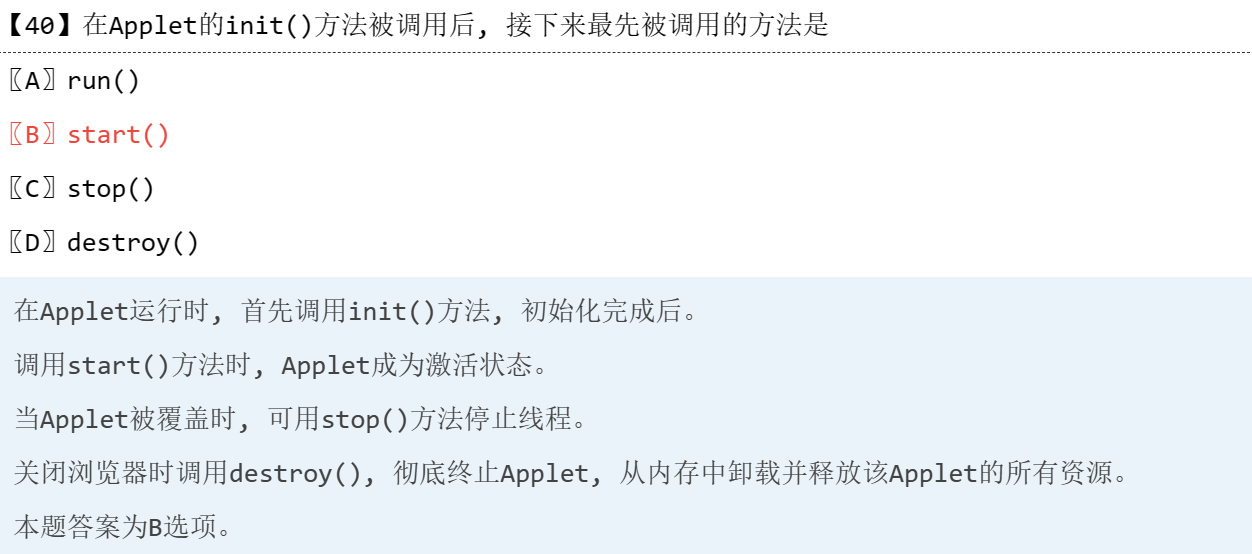 【40】在Applet的init()方法被调用后, 接下来最先被调用的方法是
〖A〗run()
〖B〗start()
〖C〗stop()
〖D〗destroy()
在Applet运行时, 首先调用init()方法, 初始化完成后。
调用start()方法时, Applet成为激活状态。
当Applet被覆盖时, 可用stop()方法停止线程。
关闭浏览器时调用destroy(), 彻底终止Applet, 从内存中卸载并释放该Applet的所有资源。
本题答案为B选项。